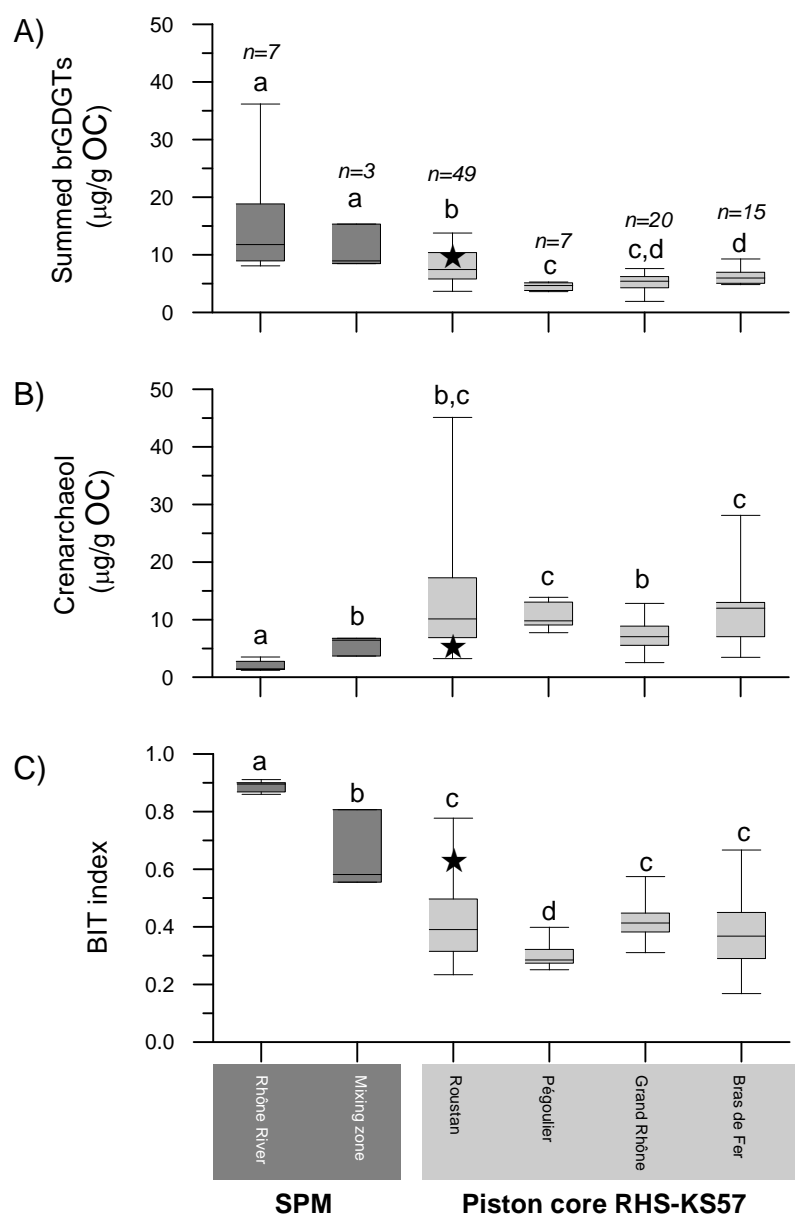 A)
Summed brGDGTs
(µg/g OC)
50
40
30
20
10
0
n=7
a
n=3
a
n=49
b
n=7
c
n=20
c,d
n=15
d
B)
Crenarchaeol
(µg/g OC)
50
40
30
20
10
0
a
b
b,c
c
b
c
C)
BIT index
1.0
0.8
0.6
0.4
0.2
0.0
a
b
c
d
c
c
Rhône River
Mixing zone
Roustan
Pégoulier
Grand Rhône
Bras de Fer
SPM
Piston core RHS-KS57